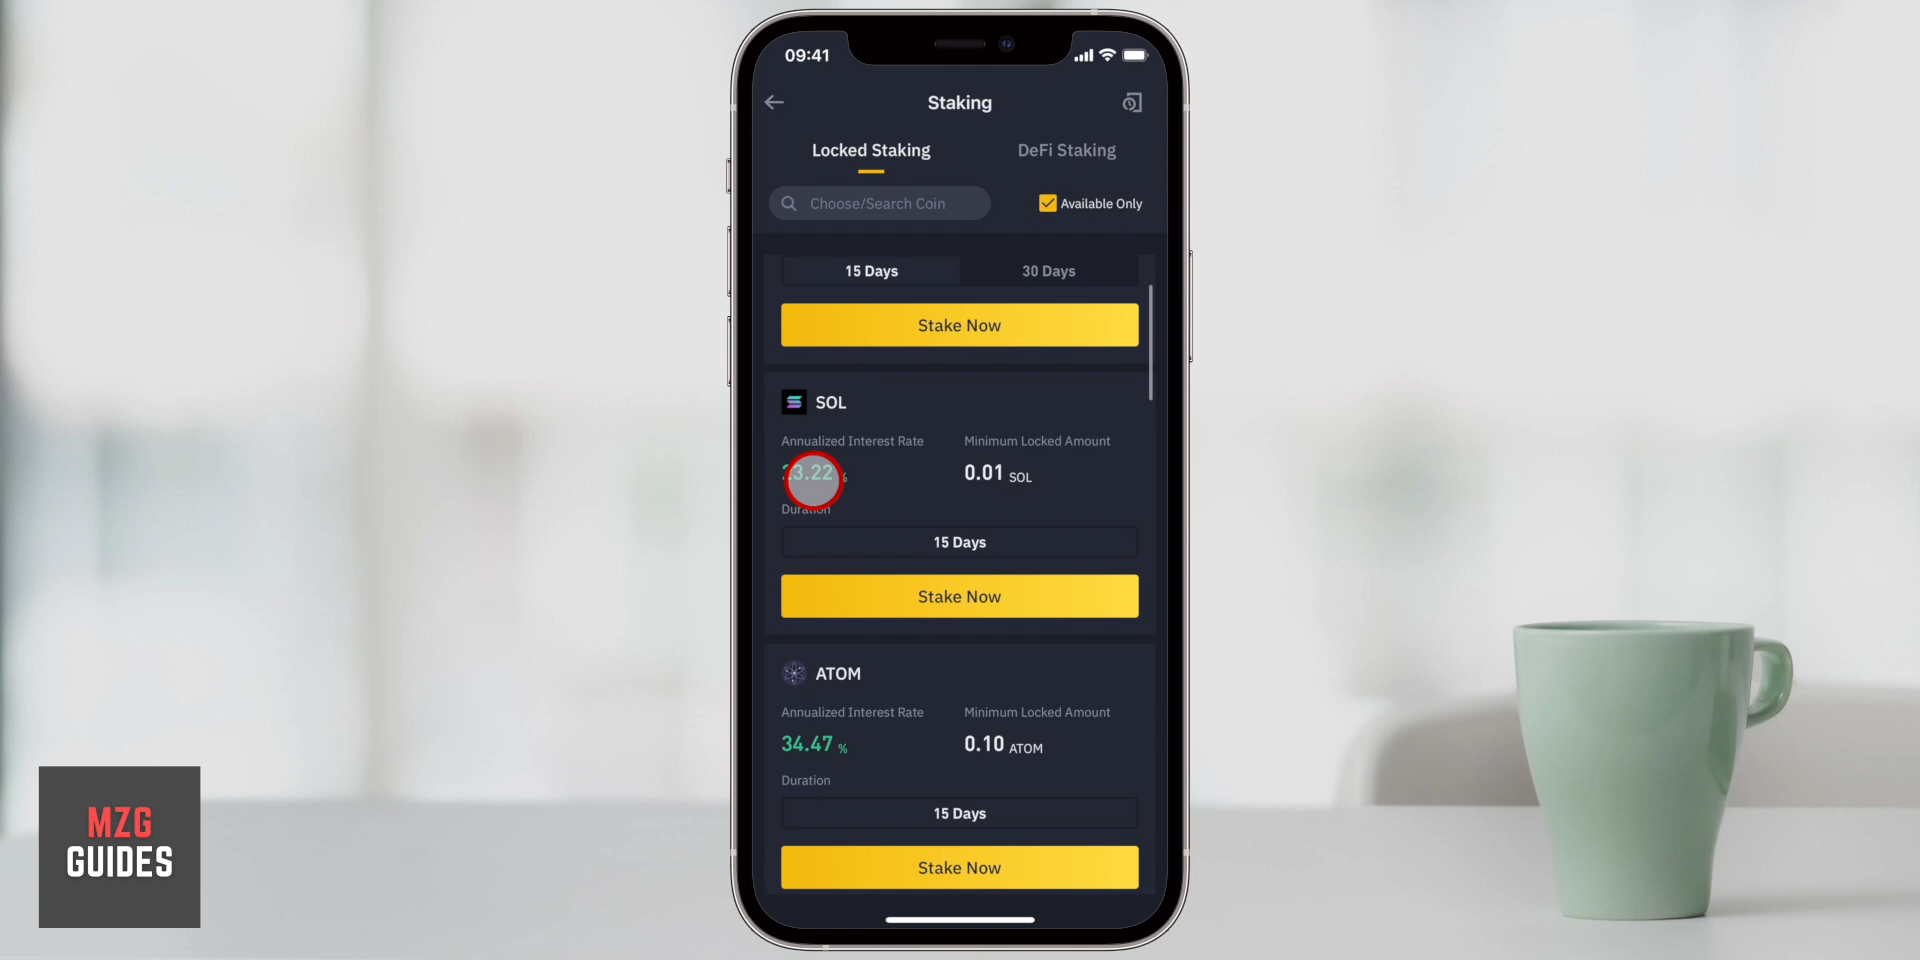 09:41
Staking
Locked Staking
DeFi Staking
Choose/Search Coin
Available Only
15 Days
30 Days
Stake Now
SOL
Annualized Interest Rate
Minimum Locked Amount
23.22 %
0.01 SOL
Duration
15 Days
Stake Now
ATOM
Annualized Interest Rate
Minimum Locked Amount
34.47 %
0.10 ATOM
Duration
15 Days
Stake Now
MZG
GUIDES